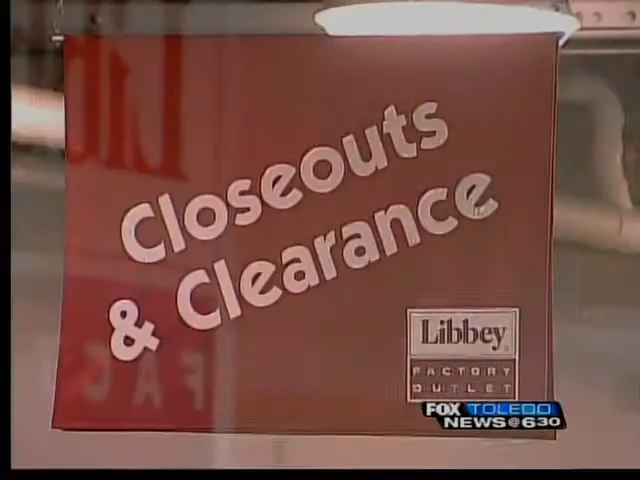 Closeouts
& Clearance
Libbey
FACTORY
OUTLET
FOX TOLEDO
NEWS@630